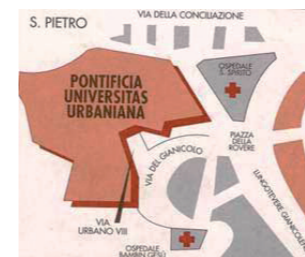 S. PIETRO
VIA DELLA CONCILIAZIONE
OSPEDALE
S. SPIRITO
PONTIFICIA
UNIVERSITAS
URBANIANA
PIAZZA
DELLA
ROVERE
VIA DEL GIANICOLO
LUNGOTEVERE GIANICOLENSE
VIA
URBANO VIII
OSPEDALE
BAMBIN GESÙ